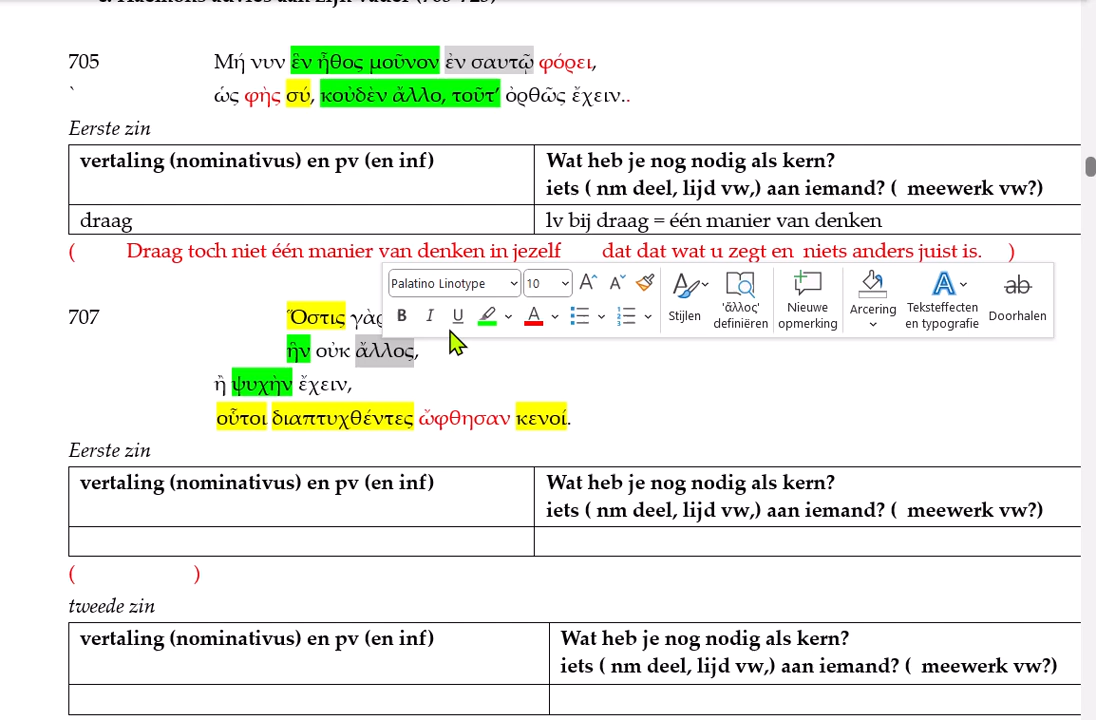 705 Μή νυν ἓν ἦθος μοῦνον ἐν σαυτῷ φόρει,
` ὡς φὴς σύ, κοὐδὲν ἄλλο, τοῦτ’ ὀρθῶς ἔχειν..
Eerste zin
vertaling (nominativus) en pv (en inf) Wat heb je nog nodig als kern?
iets ( nm deel, lijd vw,) aan iemand? ( meewerk vw?)
draag lv bij draag = één manier van denken
( Draag toch niet één manier van denken in jezelf dat dat wat u zegt en niets anders juist is. )
Palatino Linotype 10 A A
B I U A Stijlen 'ἄλλος' definiëren Nieuwe opmerking Arcering Teksteffecten en typografie ab Doorhalen
707 Ὅστις γὰρ
ἣν οὐκ ἄλλος,
ἢ ψυχὴν ἔχειν,
οὗτοι διαπτυχθέντες ὤφθησαν κενοί.
Eerste zin
vertaling (nominativus) en pv (en inf) Wat heb je nog nodig als kern?
iets ( nm deel, lijd vw,) aan iemand? ( meewerk vw?)
( )
tweede zin
vertaling (nominativus) en pv (en inf) Wat heb je nog nodig als kern?
iets ( nm deel, lijd vw,) aan iemand? ( meewerk vw?)